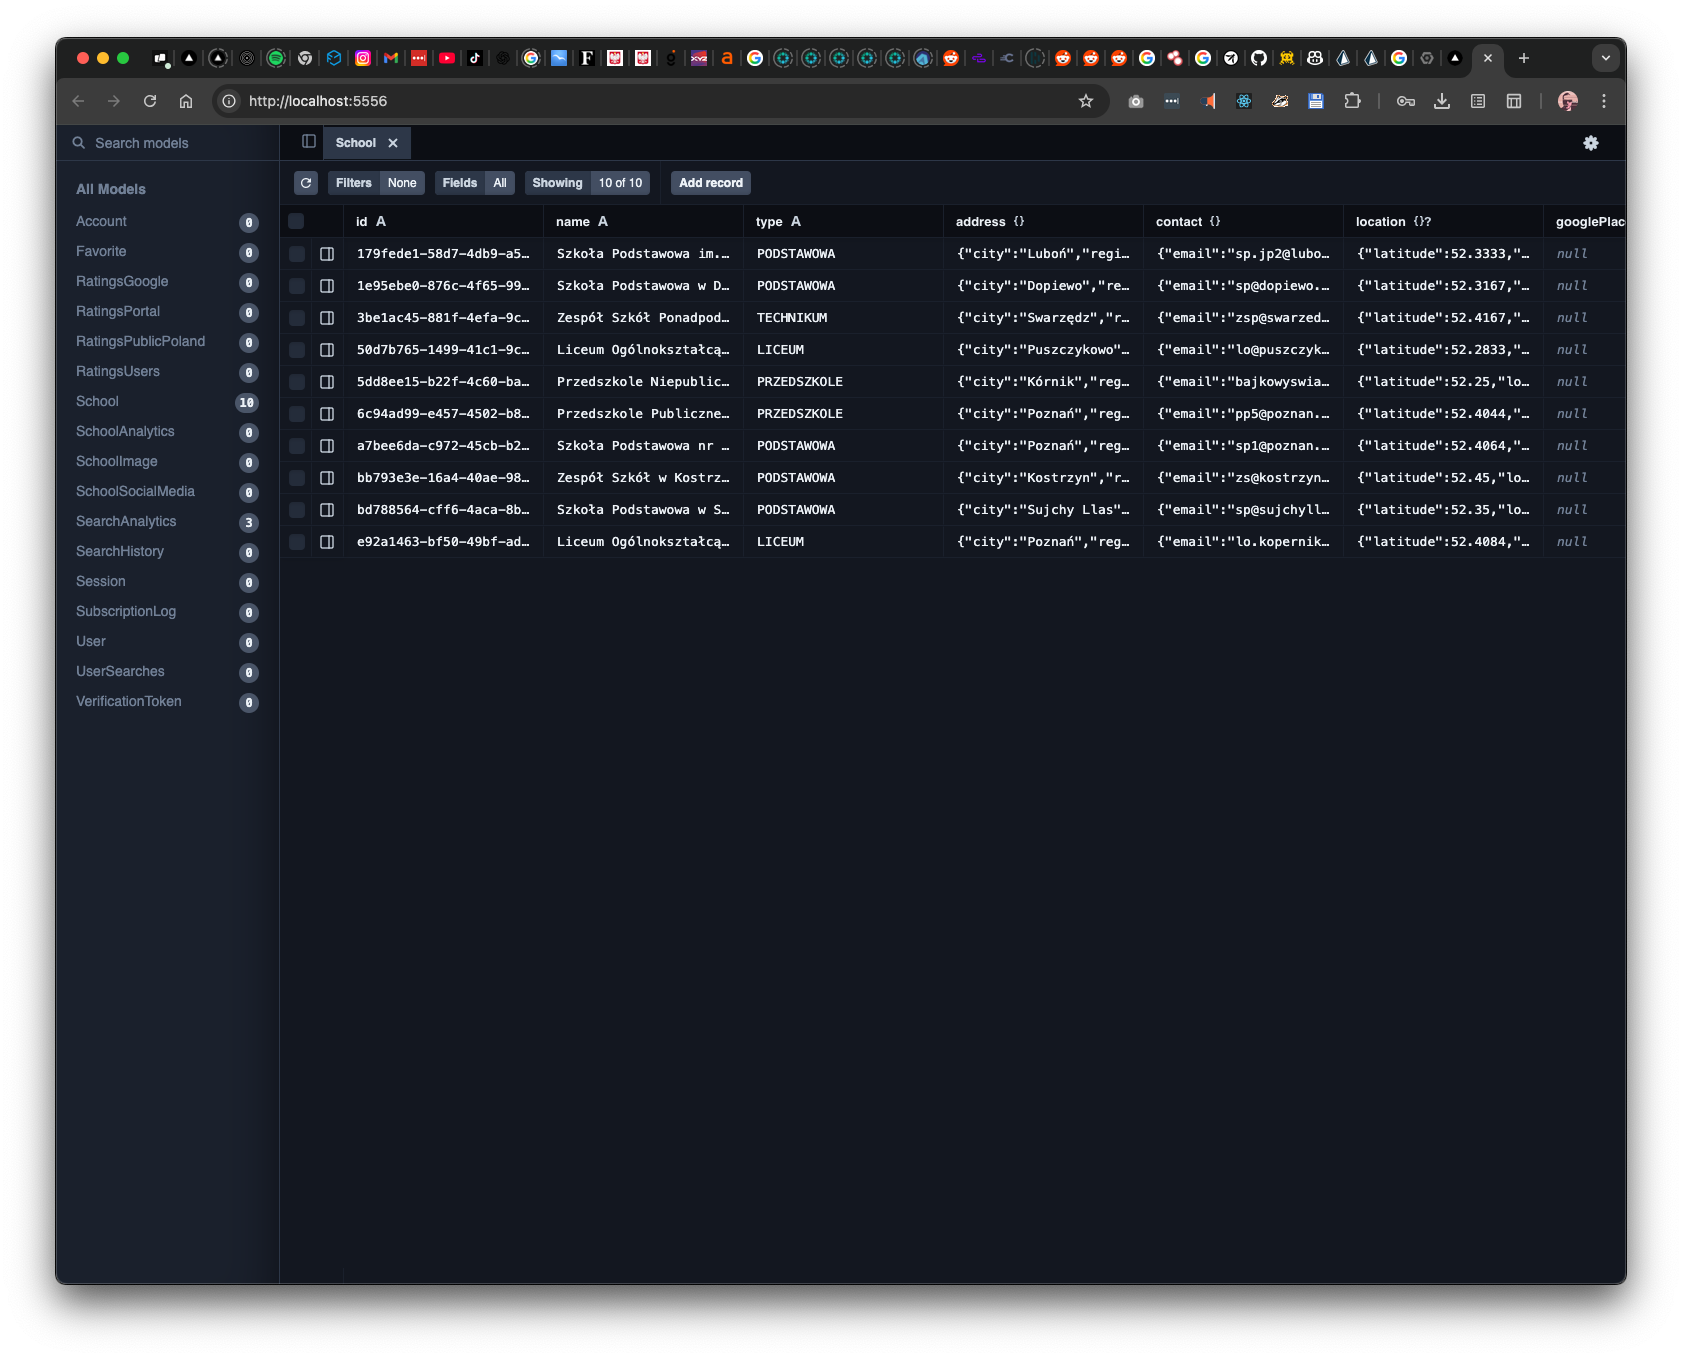 http://localhost:5556
Search models
School
Filters None Fields All Showing 10 of 10 Add record
All Models
Account 0
Favorite 0
RatingsGoogle 0
RatingsPortal 0
RatingsPublicPoland 0
RatingsUsers 0
School 10
SchoolAnalytics 0
SchoolImage 0
SchoolSocialMedia 0
SearchAnalytics 3
SearchHistory 0
Session 0
SubscriptionLog 0
User 0
UserSearches 0
VerificationToken 0
id A name A type A address {} contact {} location {}? googlePlac
179fede1-58d7-4db9-a5… Szkoła Podstawowa im.… PODSTAWOWA {"city":"Luboń","regi… {"email":"sp.jp2@lubo… {"latitude":52.3333,"… null
1e95ebe0-876c-4f65-99… Szkoła Podstawowa w D… PODSTAWOWA {"city":"Dopiewo","re… {"email":"sp@dopiewo.… {"latitude":52.3167,"… null
3be1ac45-881f-4efa-9c… Zespół Szkół Ponadpod… TECHNIKUM {"city":"Swarzędz","r… {"email":"zsp@swarzed… {"latitude":52.4167,"… null
50d7b765-1499-41c1-9c… Liceum Ogólnokształcą… LICEUM {"city":"Puszczykowo"… {"email":"lo@puszczyk… {"latitude":52.2833,"… null
5dd8ee15-b22f-4c60-ba… Przedszkole Niepublic… PRZEDSZKOLE {"city":"Kórnik","reg… {"email":"bajkowyswia… {"latitude":52.25,"lo… null
6c94ad99-e457-4502-b8… Przedszkole Publiczne… PRZEDSZKOLE {"city":"Poznań","reg… {"email":"pp5@poznan.… {"latitude":52.4044,"… null
a7bee6da-c972-45cb-b2… Szkoła Podstawowa nr … PODSTAWOWA {"city":"Poznań","reg… {"email":"sp1@poznan.… {"latitude":52.4064,"… null
bb793e3e-16a4-40ae-98… Zespół Szkół w Kostrz… PODSTAWOWA {"city":"Kostrzyn","r… {"email":"zs@kostrzyn… {"latitude":52.45,"lo… null
bd788564-cff6-4aca-8b… Szkoła Podstawowa w S… PODSTAWOWA {"city":"Sujchy Llas"… {"email":"sp@sujchyll… {"latitude":52.35,"lo… null
e92a1463-bf50-49bf-ad… Liceum Ogólnokształcą… LICEUM {"city":"Poznań","reg… {"email":"lo.kopernik… {"latitude":52.4084,"… null